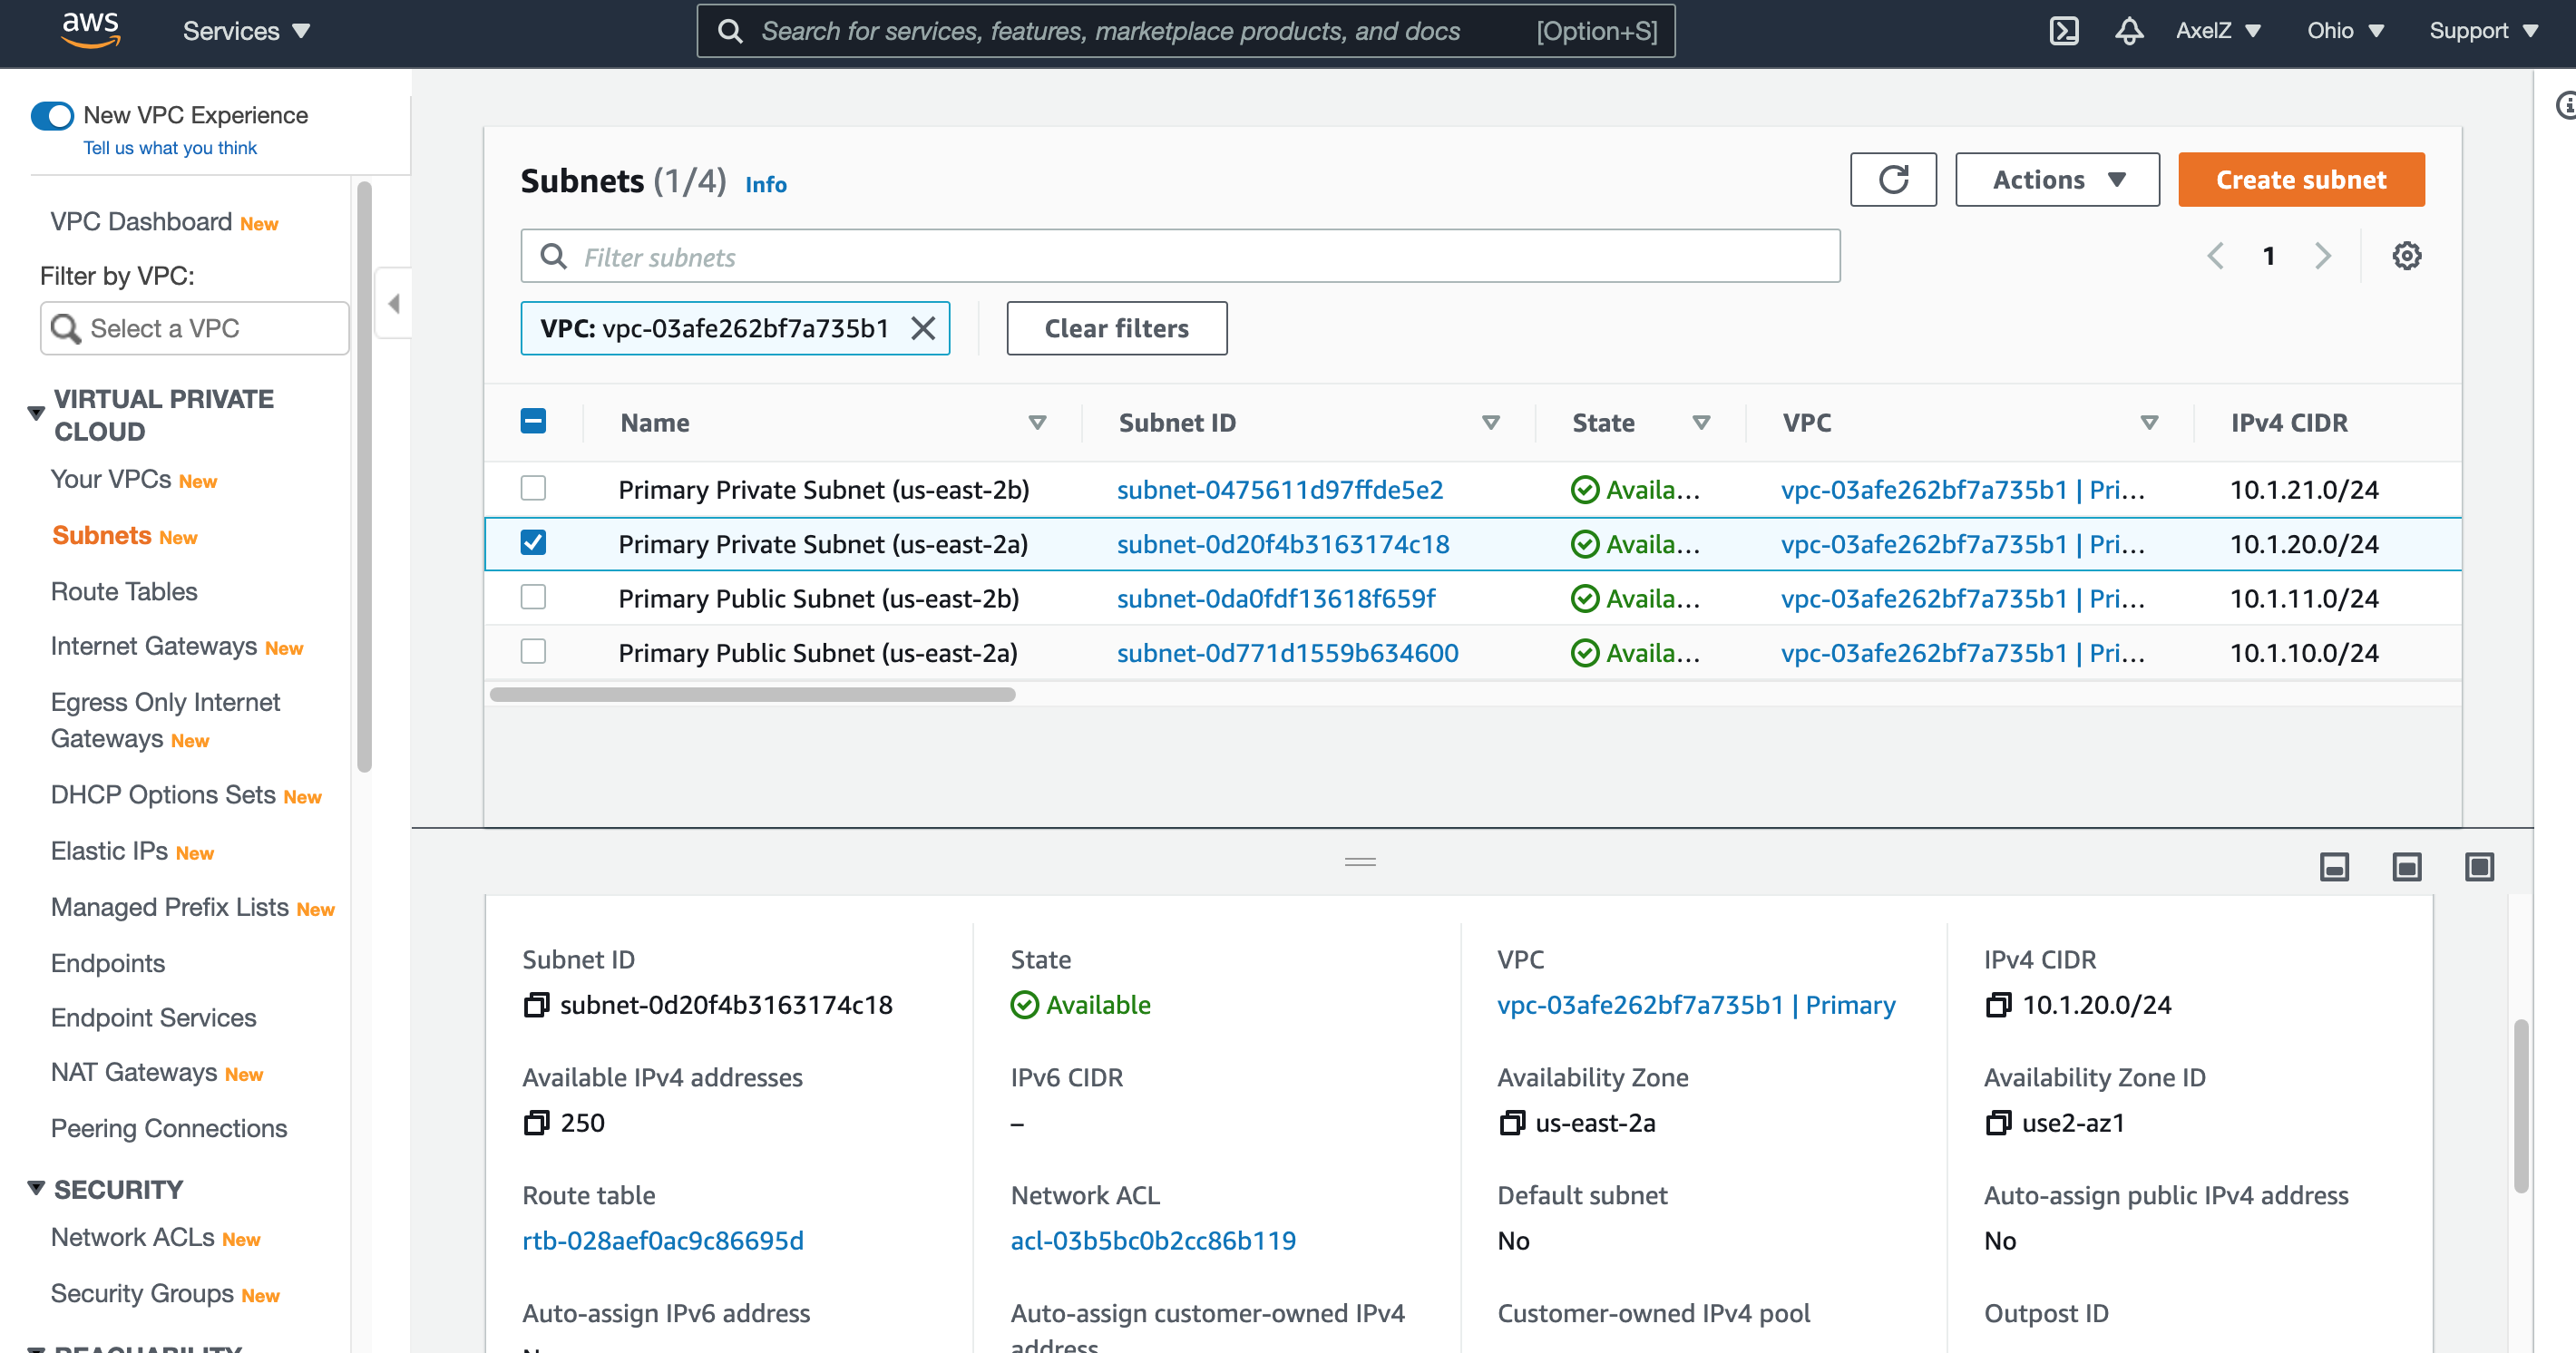 aws
Services ▼
Search for services, features, marketplace products, and docs [Option+S]
AxelZ ▼
Ohio ▼
Support ▼
New VPC Experience
Tell us what you think
VPC Dashboard New
Filter by VPC:
Select a VPC
VIRTUAL PRIVATE
CLOUD
Your VPCs New
Subnets New
Route Tables
Internet Gateways New
Egress Only Internet
Gateways New
DHCP Options Sets New
Elastic IPs New
Managed Prefix Lists New
Endpoints
Endpoint Services
NAT Gateways New
Peering Connections
SECURITY
Network ACLs New
Security Groups New
REACHABILITY
Subnets (1/4) Info
Actions ▼
Create subnet
Filter subnets
1
VPC: vpc-03afe262bf7a735b1
Clear filters
Name Subnet ID State VPC IPv4 CIDR
Primary Private Subnet (us-east-2b) subnet-0475611d97ffde5e2 Availa... vpc-03afe262bf7a735b1 | Pri... 10.1.21.0/24
Primary Private Subnet (us-east-2a) subnet-0d20f4b3163174c18 Availa... vpc-03afe262bf7a735b1 | Pri... 10.1.20.0/24
Primary Public Subnet (us-east-2b) subnet-0da0fdf13618f659f Availa... vpc-03afe262bf7a735b1 | Pri... 10.1.11.0/24
Primary Public Subnet (us-east-2a) subnet-0d771d1559b634600 Availa... vpc-03afe262bf7a735b1 | Pri... 10.1.10.0/24
Subnet ID State VPC IPv4 CIDR
subnet-0d20f4b3163174c18 Available vpc-03afe262bf7a735b1 | Primary 10.1.20.0/24
Available IPv4 addresses IPv6 CIDR Availability Zone Availability Zone ID
250 – us-east-2a use2-az1
Route table Network ACL Default subnet Auto-assign public IPv4 address
rtb-028aef0ac9c86695d acl-03b5bc0b2cc86b119 No No
Auto-assign IPv6 address Auto-assign customer-owned IPv4 Customer-owned IPv4 pool Outpost ID
address